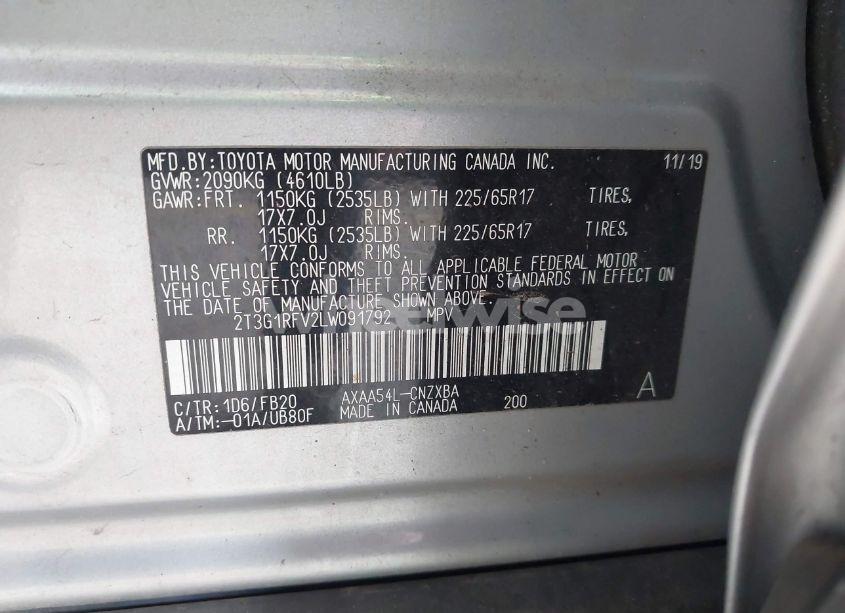 MFD.BY:TOYOTA MOTOR MANUFACTURING CANADA INC. 11/19
GVWR:2090KG (4610LB)
GAWR:FRT. 1150KG (2535LB) WITH 225/65R17 TIRES,
17X7.0J RIMS.
RR. 1150KG (2535LB) WITH 225/65R17 TIRES,
17X7.0J RIMS.
THIS VEHICLE CONFORMS TO ALL APPLICABLE FEDERAL MOTOR
VEHICLE SAFETY AND THEFT PREVENTION STANDARDS IN EFFECT ON
THE DATE OF MANUFACTURE SHOWN ABOVE.
wheelwise
2T3G1RFV2LW091792 MPV
C/TR:1D6/FB20 AXAA54L-CNZXBA 200 A
A/TM:-01A/UB80F MADE IN CANADA